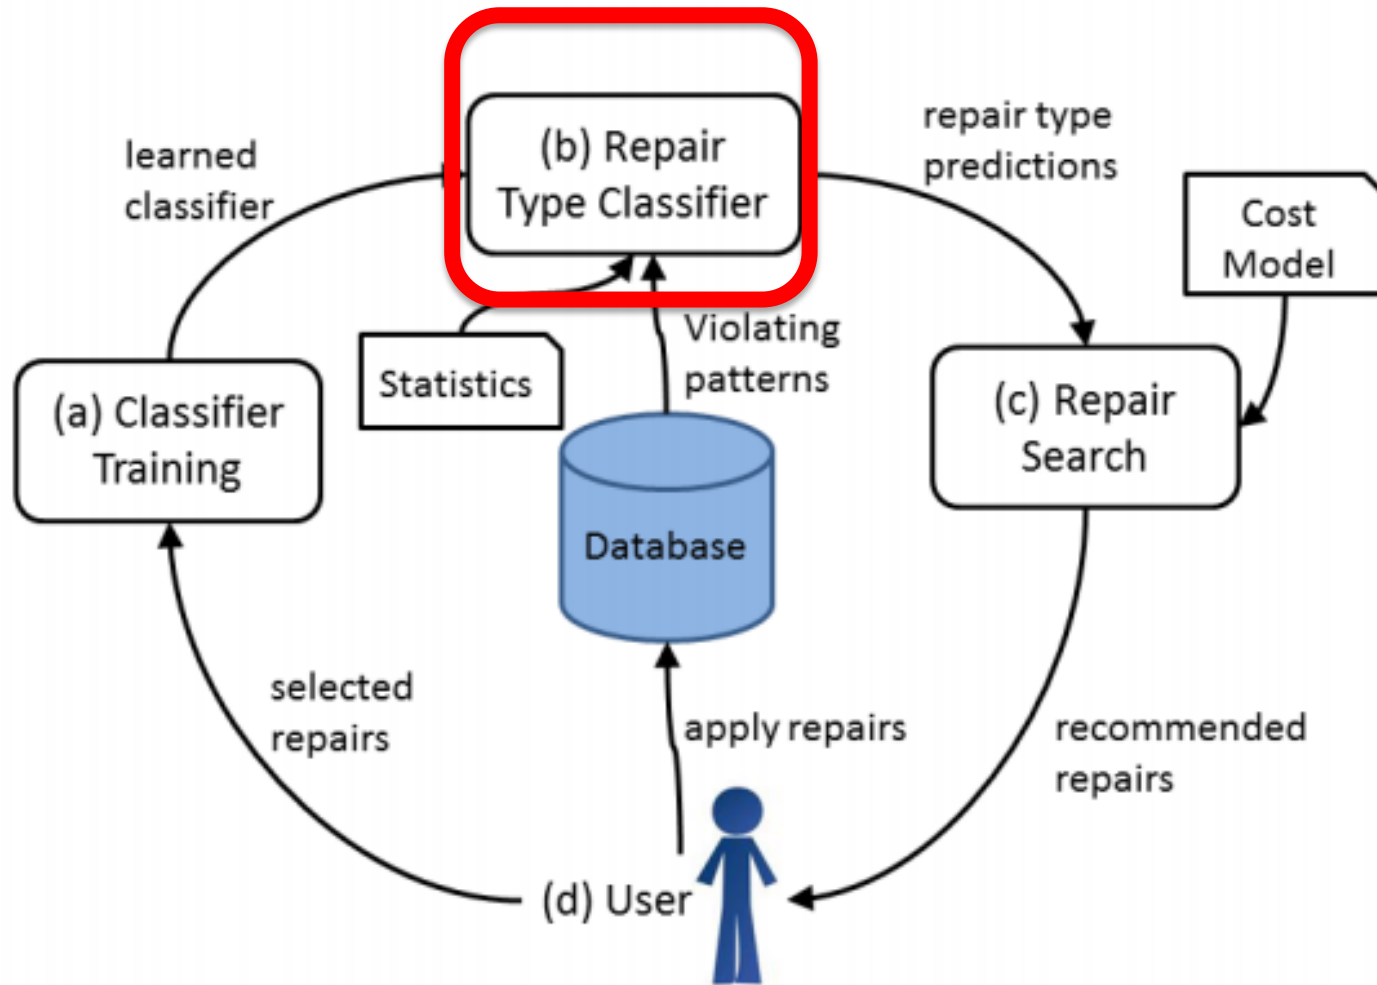 (b) Repair
Type Classifier
learned
classifier
repair type
predictions
Cost
Model
Statistics
Violating
patterns
(a) Classifier
Training
(c) Repair
Search
Database
selected
repairs
apply repairs
recommended
repairs
(d) User